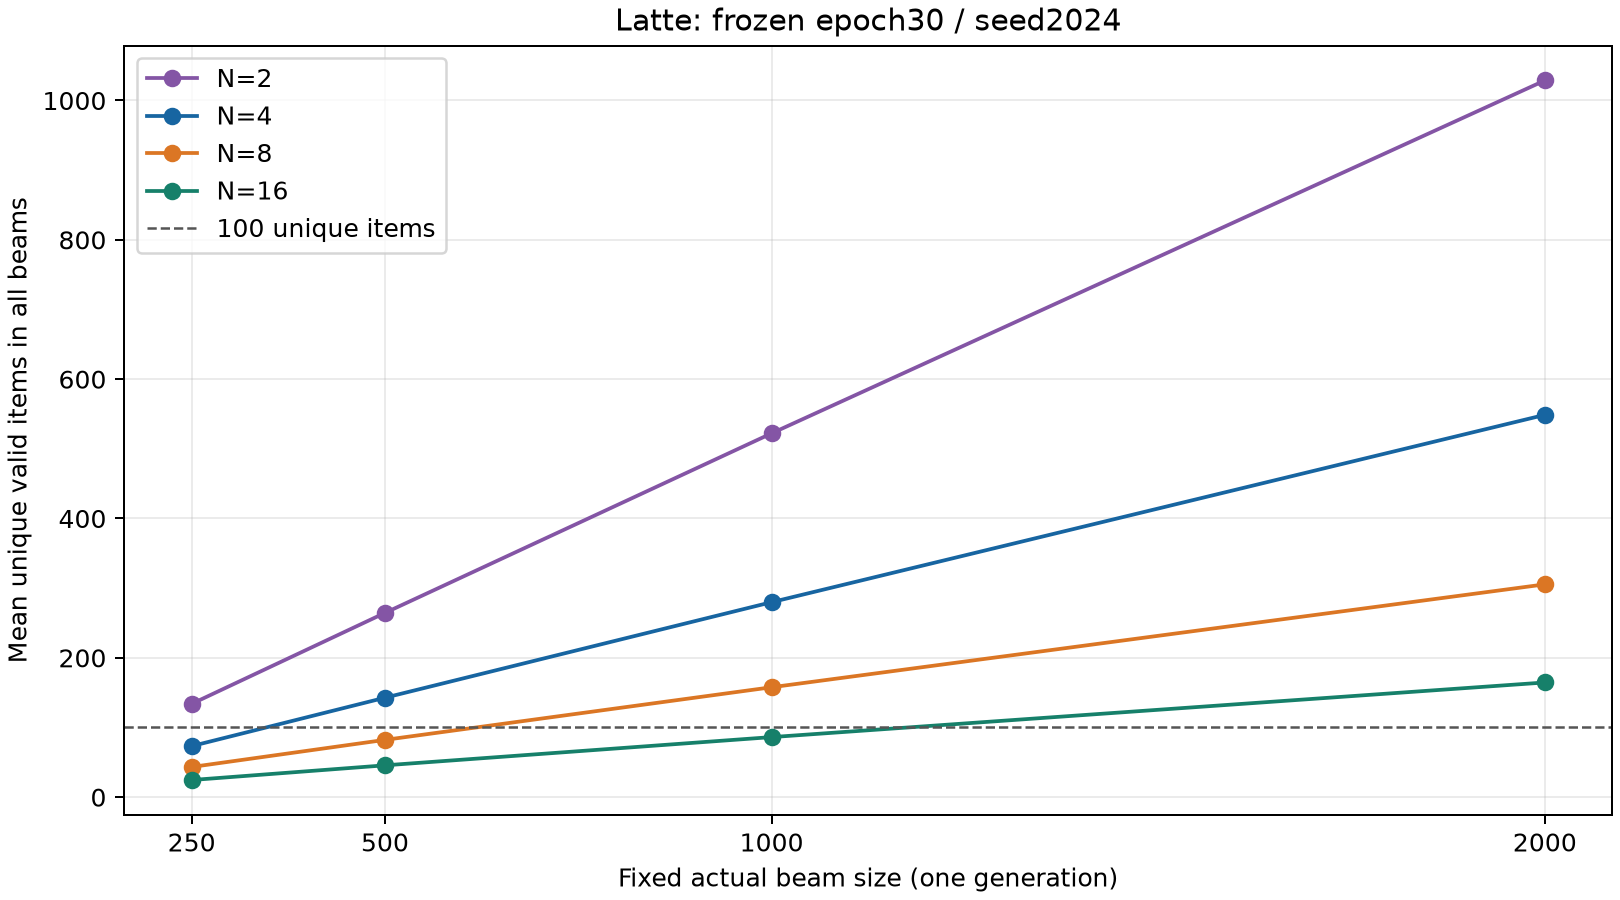 Latte: frozen epoch30 / seed2024
N=2
N=4
N=8
N=16
100 unique items
Mean unique valid items in all beams
1000
800
600
400
200
0
250
500
1000
2000
Fixed actual beam size (one generation)